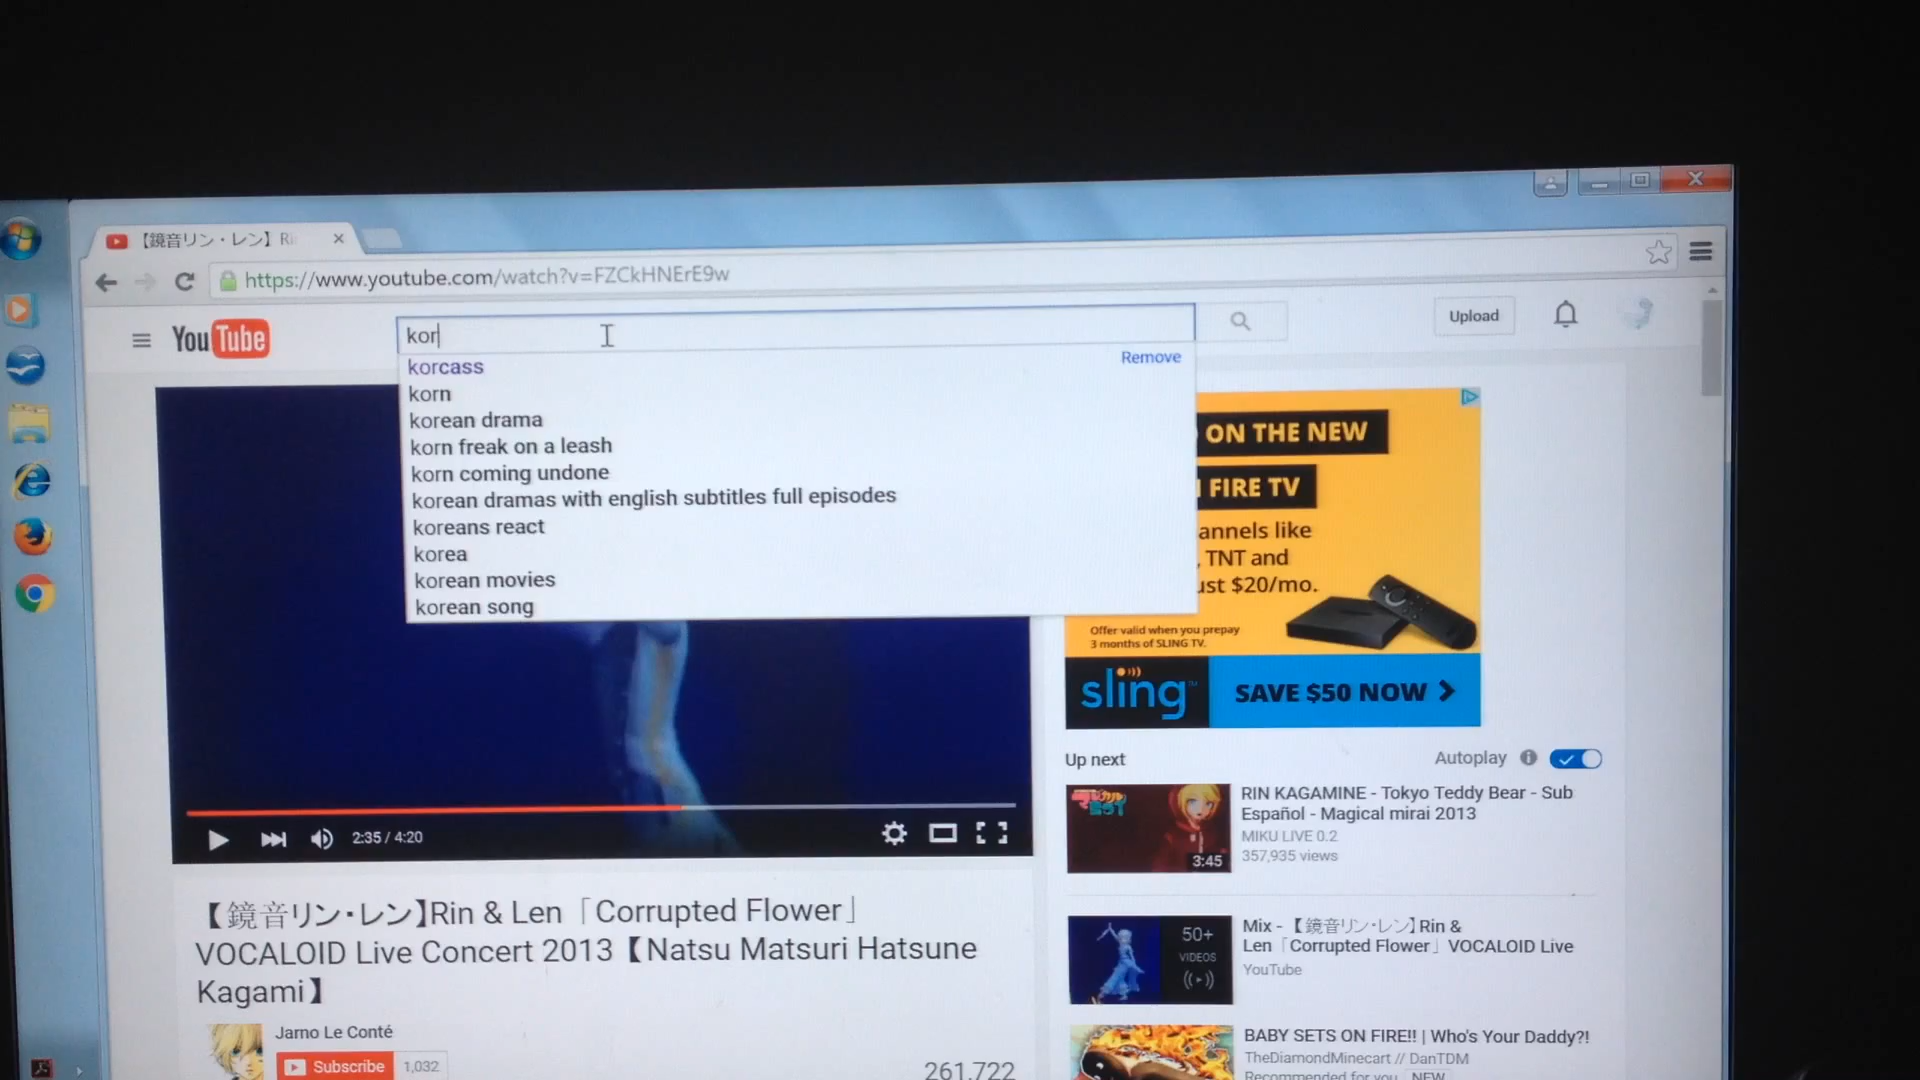 【鏡音リン・レン】Ri
https://www.youtube.com/watch?v=FZCkHNErE9w
YouTube
kor
Upload
korcass
Remove
korn
korean drama
korn freak on a leash
korn coming undone
korean dramas with english subtitles full episodes
koreans react
korea
korean movies
korean song
ON THE NEW
FIRE TV
annels like
, TNT and
ust $20/mo.
Offer valid when you prepay
3 months of SLING TV.
sling
SAVE $50 NOW
2:35 / 4:20
Up next
Autoplay
3:45
RIN KAGAMINE - Tokyo Teddy Bear - Sub
Español - Magical mirai 2013
MIKU LIVE 0.2
357,935 views
【鏡音リン・レン】Rin & Len「Corrupted Flower」
VOCALOID Live Concert 2013【Natsu Matsuri Hatsune
Kagami】
50+
VIDEOS
Mix - 【鏡音リン・レン】Rin &
Len「Corrupted Flower」VOCALOID Live
YouTube
Jamo Le Conté
Subscribe
1,032
261,722
BABY SETS ON FIRE!! | Who's Your Daddy?!
TheDiamondMinecart // DanTDM
Recommended for you
NEW